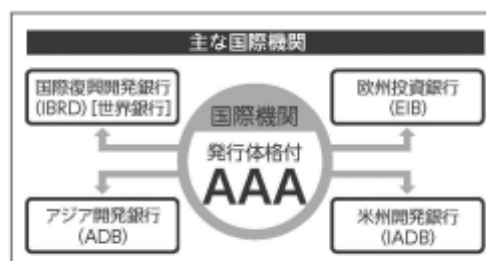 主な国際機関
国際復興開発銀行
(IBRD)[世界銀行]
欧州投資銀行
(EIB)
国際機関
発行体格付
AAA
アジア開発銀行
(ADB)
米州開発銀行
(IADB)